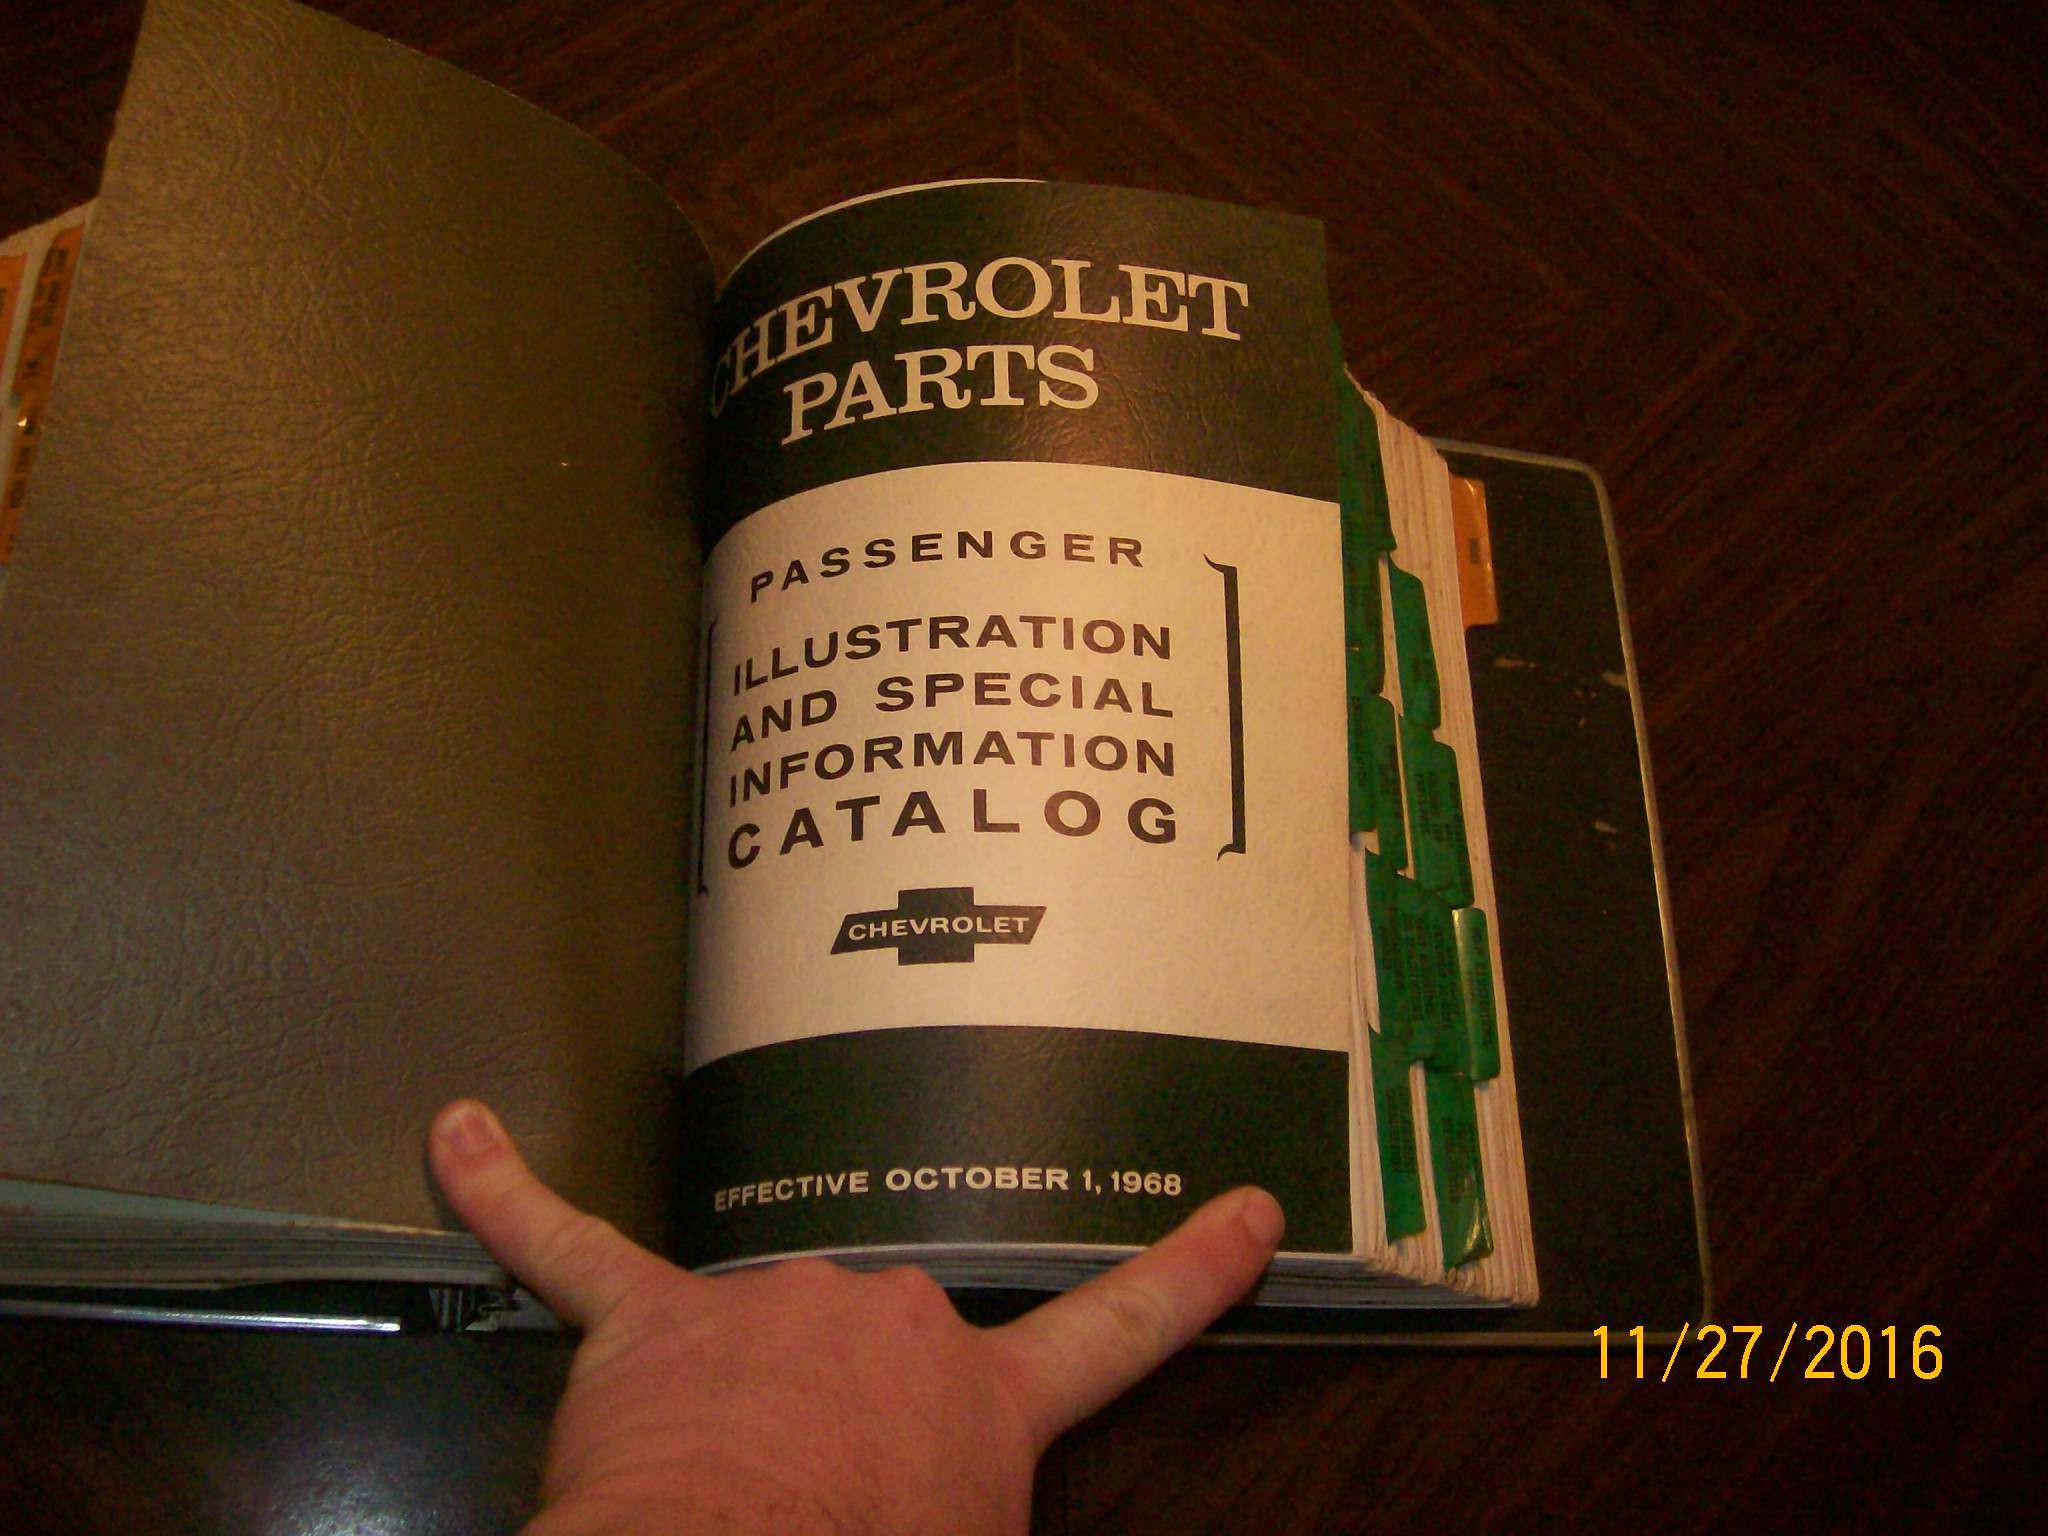 CHEVROLET
PARTS
PASSENGER
ILLUSTRATION
AND SPECIAL
INFORMATION
CATALOG
CHEVROLET
EFFECTIVE OCTOBER 1, 1968
11/27/2016